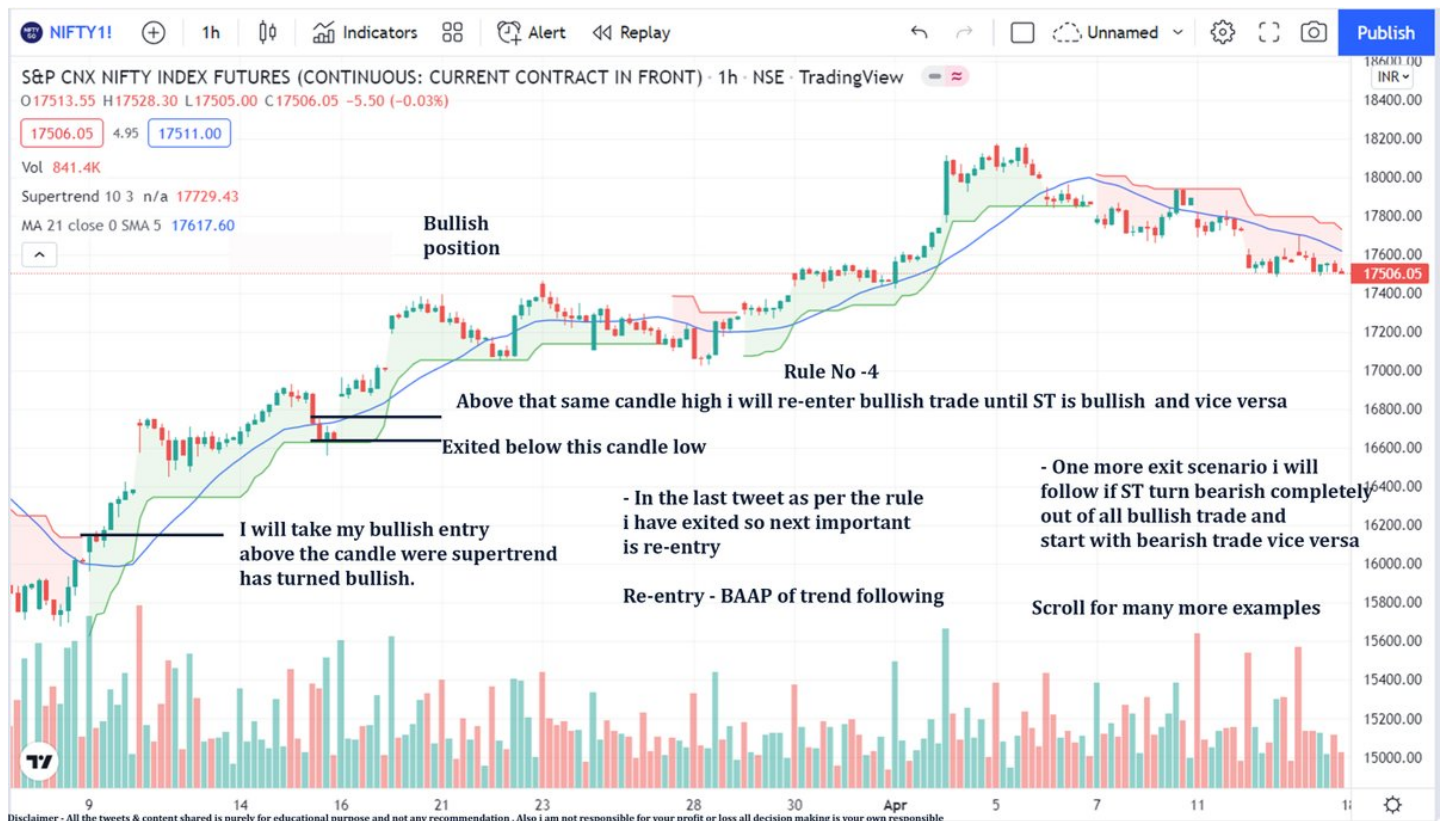 NIFTY 50 NIFTY1! 1h Indicators Alert Replay Unnamed Publish
S&P CNX NIFTY INDEX FUTURES (CONTINUOUS: CURRENT CONTRACT IN FRONT) · 1h · NSE · TradingView
O17513.55 H17528.30 L17505.00 C17506.05 −5.50 (−0.03%)
17506.05 4.95 17511.00
Vol 841.4K
Supertrend 10 3 n/a 17729.43
MA 21 close 0 SMA 5 17617.60
18600.00
INR
18400.00
18200.00
18000.00
17800.00
17600.00
17506.05
17400.00
17200.00
17000.00
16800.00
16600.00
16400.00
16200.00
16000.00
15800.00
15600.00
15400.00
15200.00
15000.00
Bullish
position
Rule No -4
Above that same candle high i will re-enter bullish trade until ST is bullish and vice versa
Exited below this candle low
I will take my bullish entry
above the candle were supertrend
has turned bullish.
- In the last tweet as per the rule
i have exited so next important
is re-entry
Re-entry - BAAP of trend following
- One more exit scenario i will
follow if ST turn bearish completely
out of all bullish trade and
start with bearish trade vice versa
Scroll for many more examples
9 14 16 21 23 28 30 Apr 5 7 11 18
Disclaimer - All the tweets & content shared is purely for educational purpose and not any recommendation . Also i am not responsible for your profit or loss all decision making is your own responsible